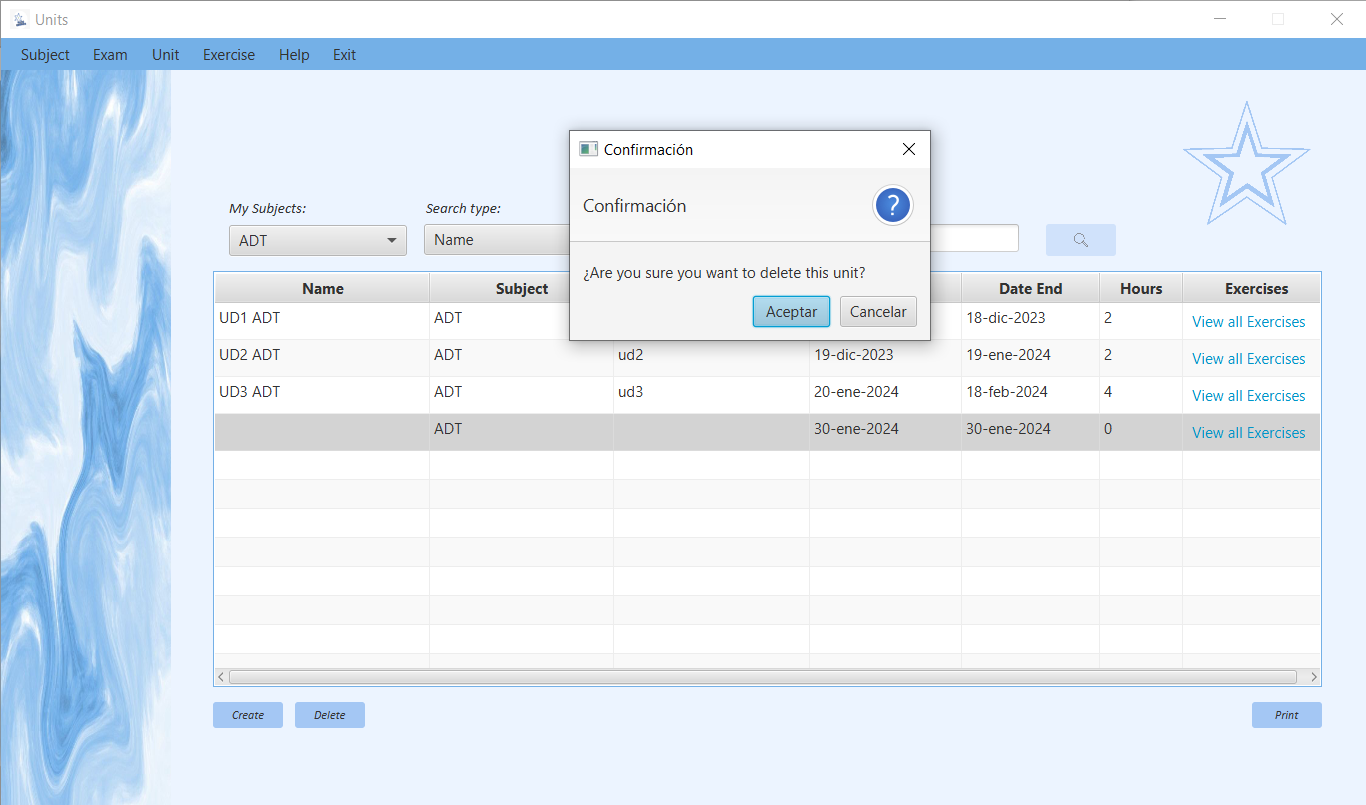 Units
Subject Exam Unit Exercise Help Exit
Confirmación
Confirmación
?
¿Are you sure you want to delete this unit?
Aceptar Cancelar
My Subjects: Search type:
ADT Name
Name Subject Date End Hours Exercises
UD1 ADT ADT 18-dic-2023 2 View all Exercises
UD2 ADT ADT ud2 19-dic-2023 19-ene-2024 2 View all Exercises
UD3 ADT ADT ud3 20-ene-2024 18-feb-2024 4 View all Exercises
ADT 30-ene-2024 30-ene-2024 0 View all Exercises
Create Delete Print